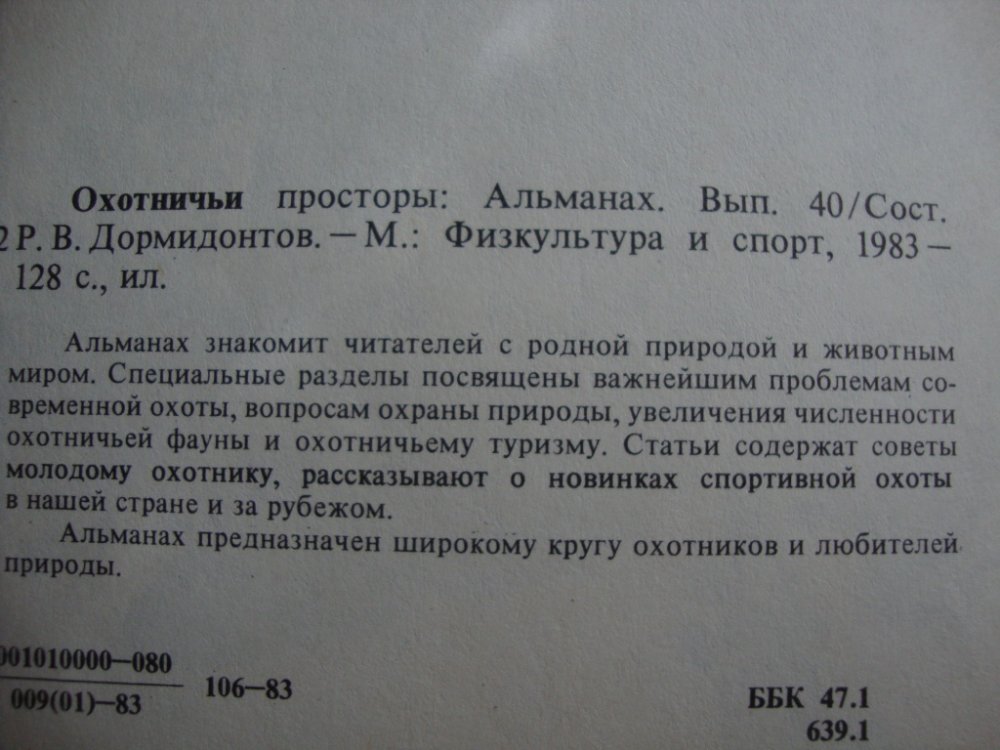 Охотничьи просторы: Альманах. Вып. 40/Сост.
2 Р. В. Дормидонтов. — М.: Физкультура и спорт, 1983 —
128 с., ил.
Альманах знакомит читателей с родной природой и животным
миром. Специальные разделы посвящены важнейшим проблемам со-
временной охоты, вопросам охраны природы, увеличения численности
охотничьей фауны и охотничьему туризму. Статьи содержат советы
молодому охотнику, рассказывают о новинках спортивной охоты
в нашей стране и за рубежом.
Альманах предназначен широкому кругу охотников и любителей
природы.
001010000—080
009(01)—83
106—83
ББК 47.1
639.1